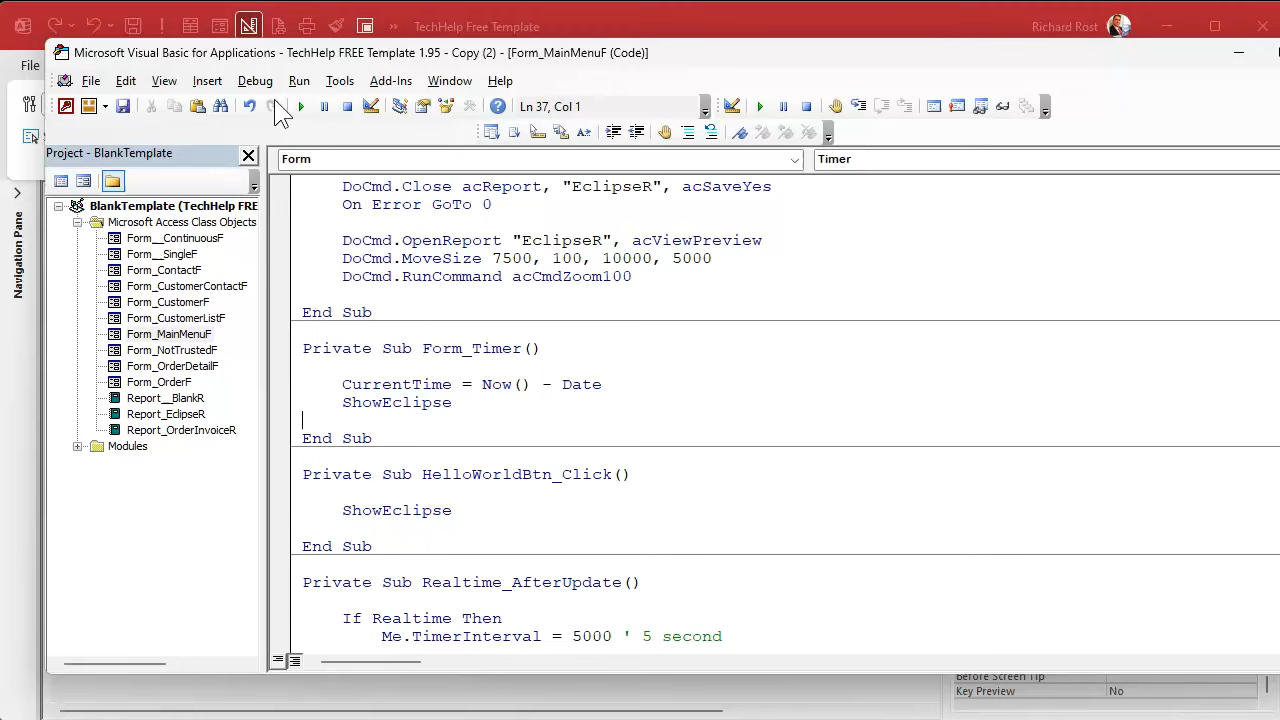 TechHelp Free Template
Richard Rost
File
Microsoft Visual Basic for Applications - TechHelp FREE Template 1.95 - Copy (2) - [Form_MainMenuF (Code)]
File Edit View Insert Debug Run Tools Add-Ins Window Help
Ln 37, Col 1
Project - BlankTemplate
Form
Timer
BlankTemplate (TechHelp FRE
Microsoft Access Class Objects
Form__ContinuousF
Form__SingleF
Form_ContactF
Form_CustomerContactF
Form_CustomerF
Form_CustomerListF
Form_MainMenuF
Form_NotTrustedF
Form_OrderDetailF
Form_OrderF
Report__BlankR
Report_EclipseR
Report_OrderInvoiceR
Modules
Navigation Pane
DoCmd.Close acReport, "EclipseR", acSaveYes
On Error GoTo 0
DoCmd.OpenReport "EclipseR", acViewPreview
DoCmd.MoveSize 7500, 100, 10000, 5000
DoCmd.RunCommand acCmdZoom100
End Sub
Private Sub Form_Timer()
CurrentTime = Now() - Date
ShowEclipse
End Sub
Private Sub HelloWorldBtn_Click()
ShowEclipse
End Sub
Private Sub Realtime_AfterUpdate()
If Realtime Then
Me.TimerInterval = 5000 ' 5 second
Before Screen Tip
Key Preview No